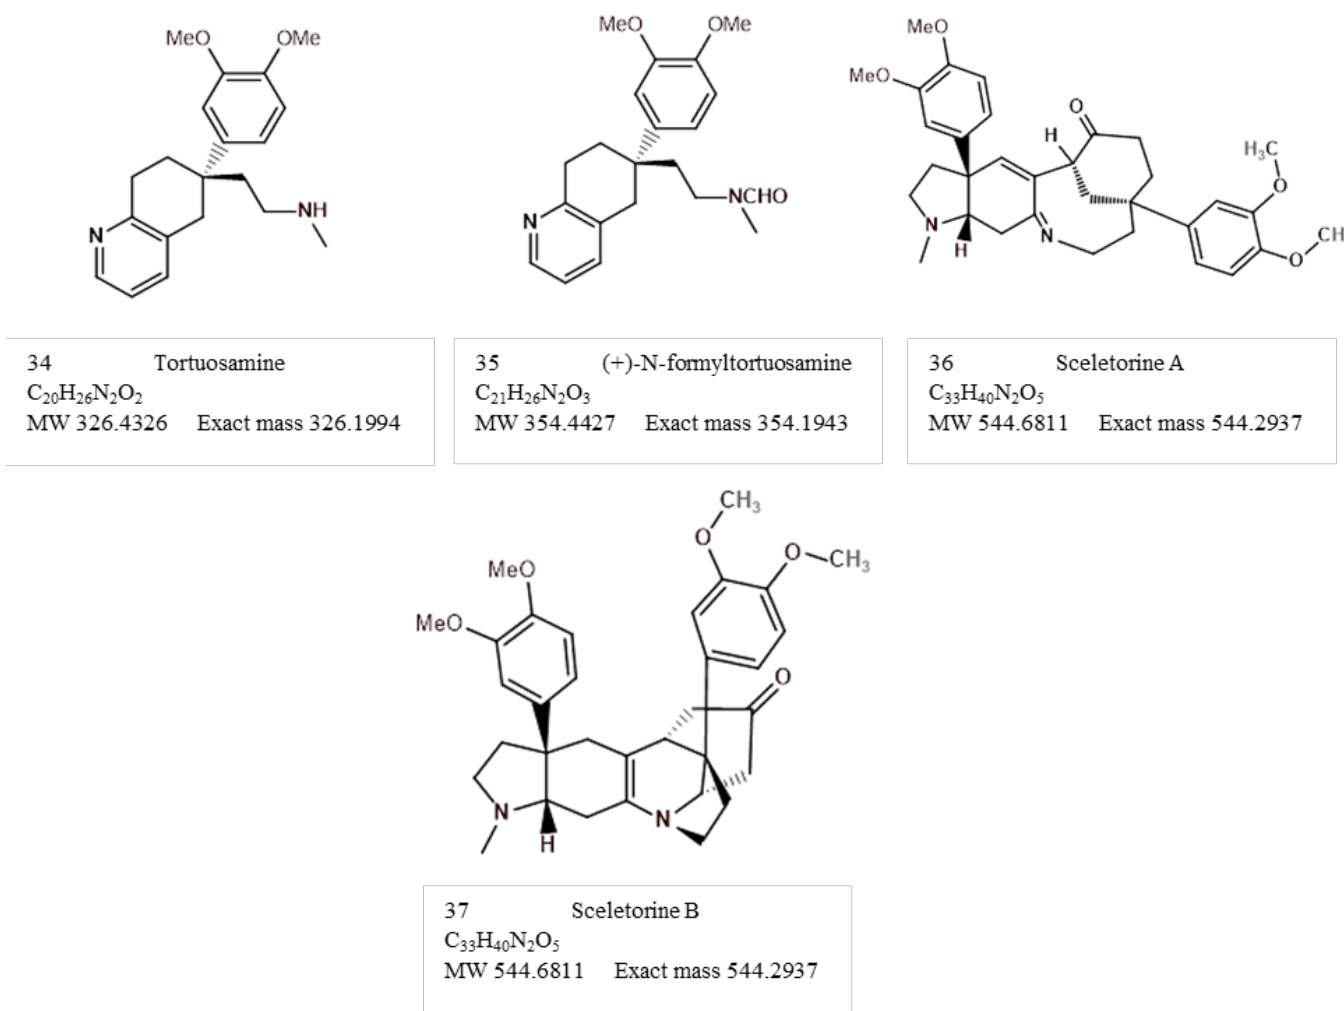 MeO OMe
N
NH
MeO OMe
N
NCHO
MeO
MeO
O
H
H₃C
O
O CH
N
H
N
34 Tortuosamine
C₂₀H₂₆N₂O₂
MW 326.4326 Exact mass 326.1994
35 (+)-N-formyltortuosamine
C₂₁H₂₆N₂O₃
MW 354.4427 Exact mass 354.1943
36 Sceletorine A
C₃₃H₄₀N₂O₅
MW 544.6811 Exact mass 544.2937
CH₃
O
O CH₃
MeO
MeO
O
N
H
N
37 Sceletorine B
C₃₃H₄₀N₂O₅
MW 544.6811 Exact mass 544.2937